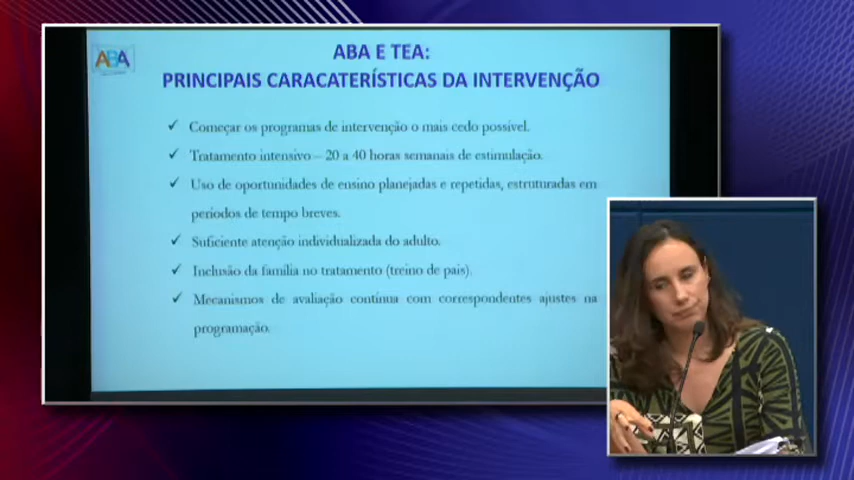 ABA
ABA E TEA:
PRINCIPAIS CARACATERÍSTICAS DA INTERVENÇÃO
✓ Começar os programas de intervenção o mais cedo possível.
✓ Tratamento intensivo – 20 a 40 horas semanais de estimulação.
✓ Uso de oportunidades de ensino planejadas e repetidas, estruturadas em
períodos de tempo breves.
✓ Suficiente atenção individualizada do adulto.
✓ Inclusão da família no tratamento (treino de pais).
✓ Mecanismos de avaliação contínua com correspondentes ajustes na
programação.